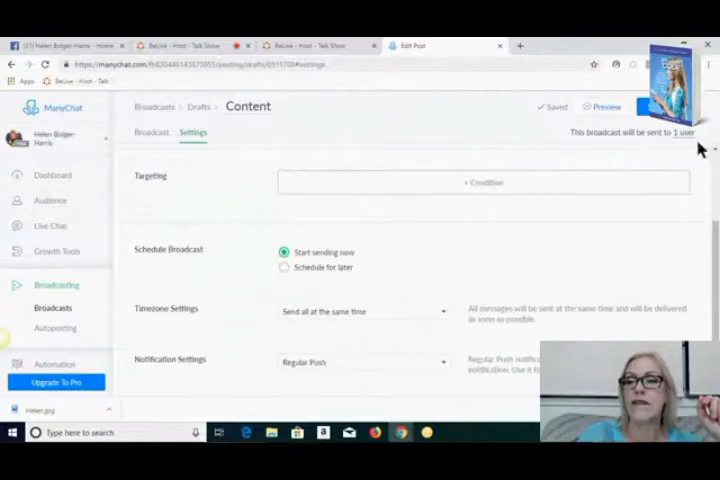 (11) Helen Bolger-Harris - Home
BeLive - Host - Talk Show
BeLive - Host - Talk Show
Edit Post
Apps
BeLive - Host - Talk
ManyChat
Broadcasts
Drafts
Content
Saved
Preview
Helen Bolger-
Harris
Broadcast
Settings
This broadcast will be sent to 1 user
Dashboard
Audience
Live Chat
Growth Tools
Broadcasting
Broadcasts
Autoposting
Automation
Upgrade To Pro
Targeting
+ Condition
Schedule Broadcast
Start sending now
Schedule for later
Timezone Settings
Send all at the same time
All messages will be sent at the same time and will be delivered
as soon as possible.
Notification Settings
Regular Push
Regular Push
notification. Use it
Helen.jpg
Type here to search